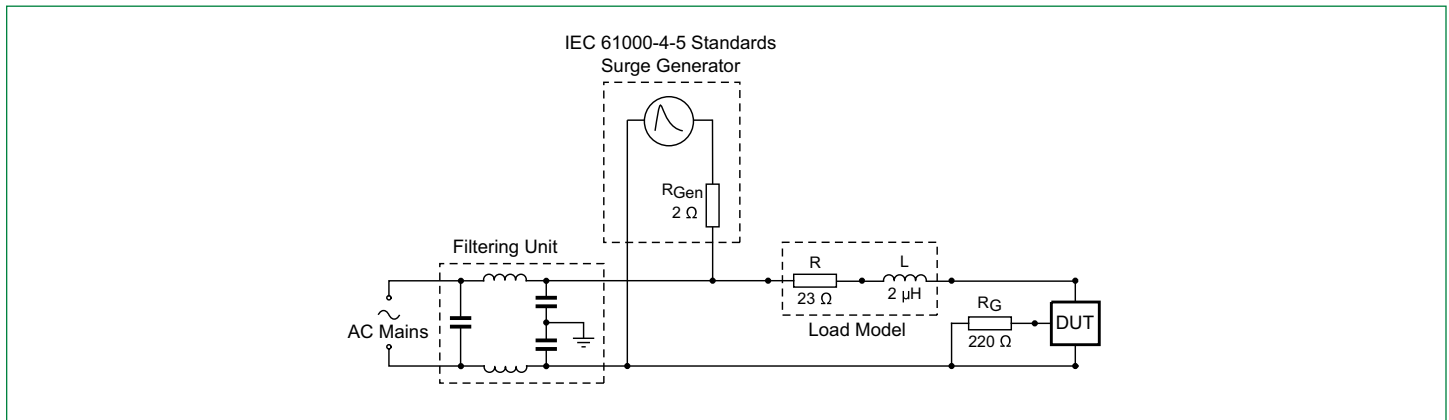 IEC 61000-4-5 Standards
Surge Generator
RGen
2 Ω
Filtering Unit
AC Mains
R
23 Ω
L
2 µH
Load Model
RG
220 Ω
DUT